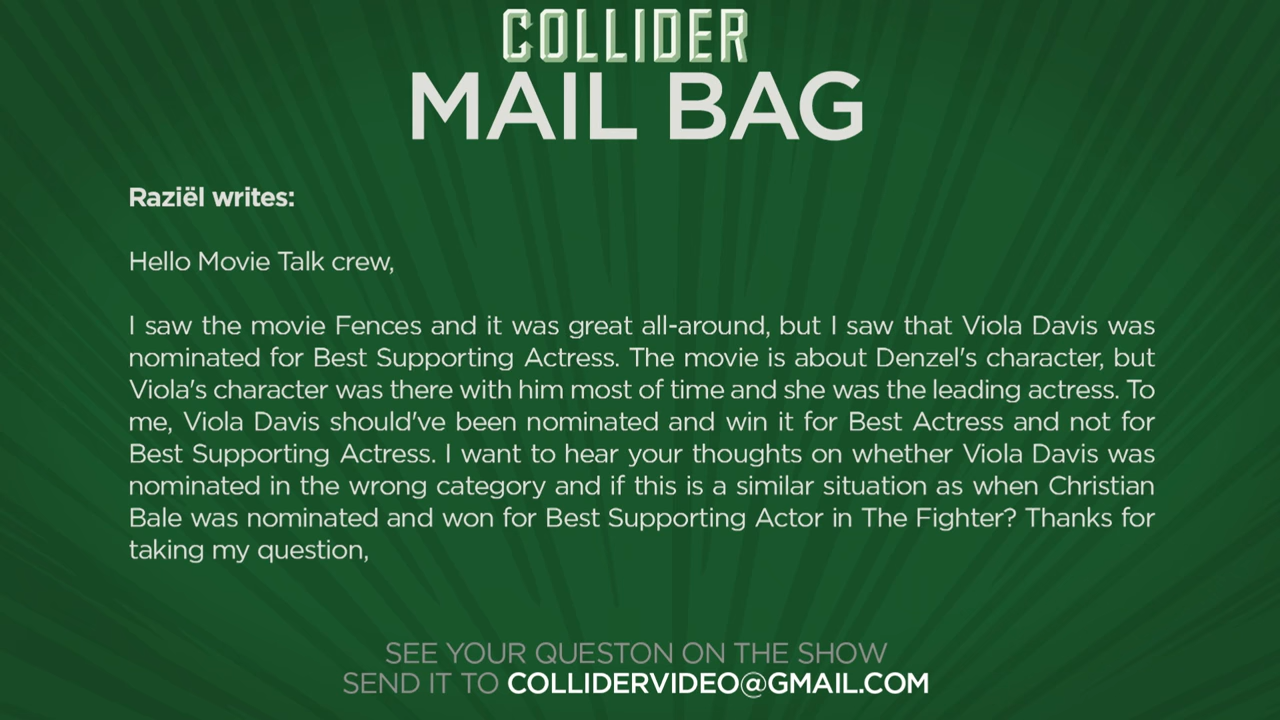 COLLIDER
MAIL BAG
Raziël writes:
Hello Movie Talk crew,
I saw the movie Fences and it was great all-around, but I saw that Viola Davis was
nominated for Best Supporting Actress. The movie is about Denzel's character, but
Viola's character was there with him most of time and she was the leading actress. To
me, Viola Davis should've been nominated and win it for Best Actress and not for
Best Supporting Actress. I want to hear your thoughts on whether Viola Davis was
nominated in the wrong category and if this is a similar situation as when Christian
Bale was nominated and won for Best Supporting Actor in The Fighter? Thanks for
taking my question,
SEE YOUR QUESTON ON THE SHOW
SEND IT TO COLLIDERVIDEO@GMAIL.COM